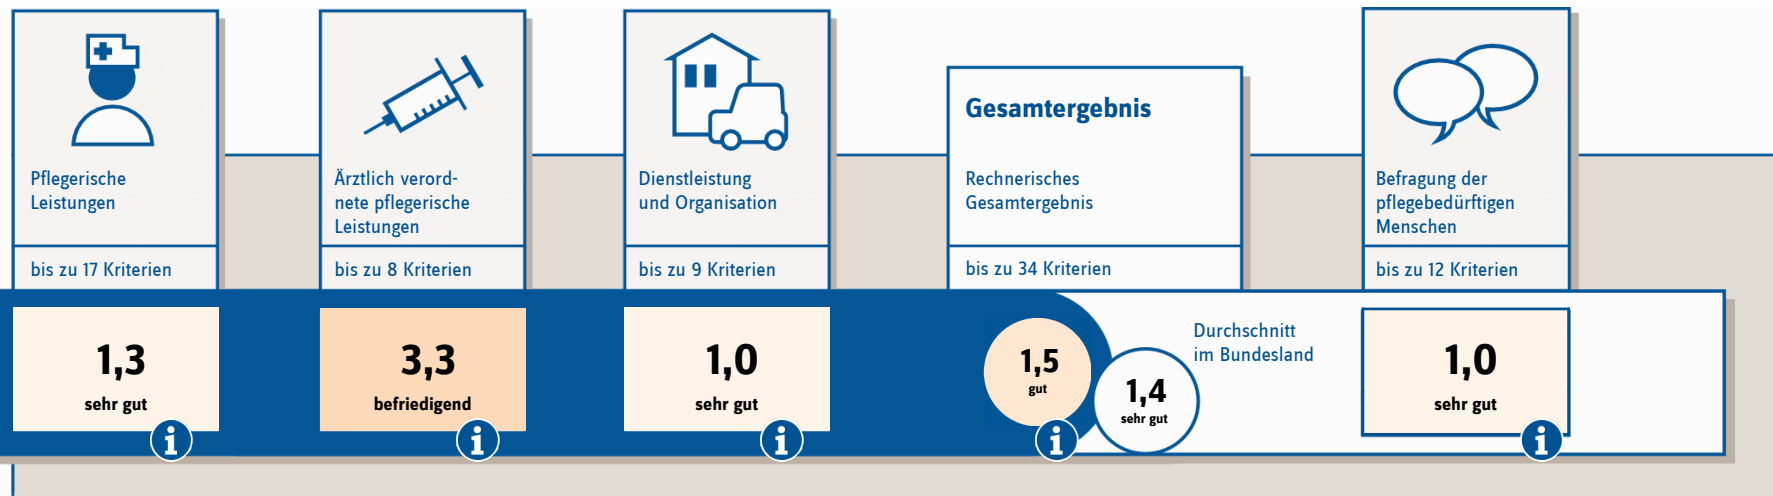 Pflegerische
Leistungen
bis zu 17 Kriterien
1,3
sehr gut
i
Ärztlich verord-
nete pflegerische
Leistungen
bis zu 8 Kriterien
3,3
befriedigend
i
Dienstleistung
und Organisation
bis zu 9 Kriterien
1,0
sehr gut
i
Gesamtergebnis
Rechnerisches
Gesamtergebnis
bis zu 34 Kriterien
1,5
gut
i
Durchschnitt
im Bundesland
1,4
sehr gut
Befragung der
pflegebedürftigen
Menschen
bis zu 12 Kriterien
1,0
sehr gut
i